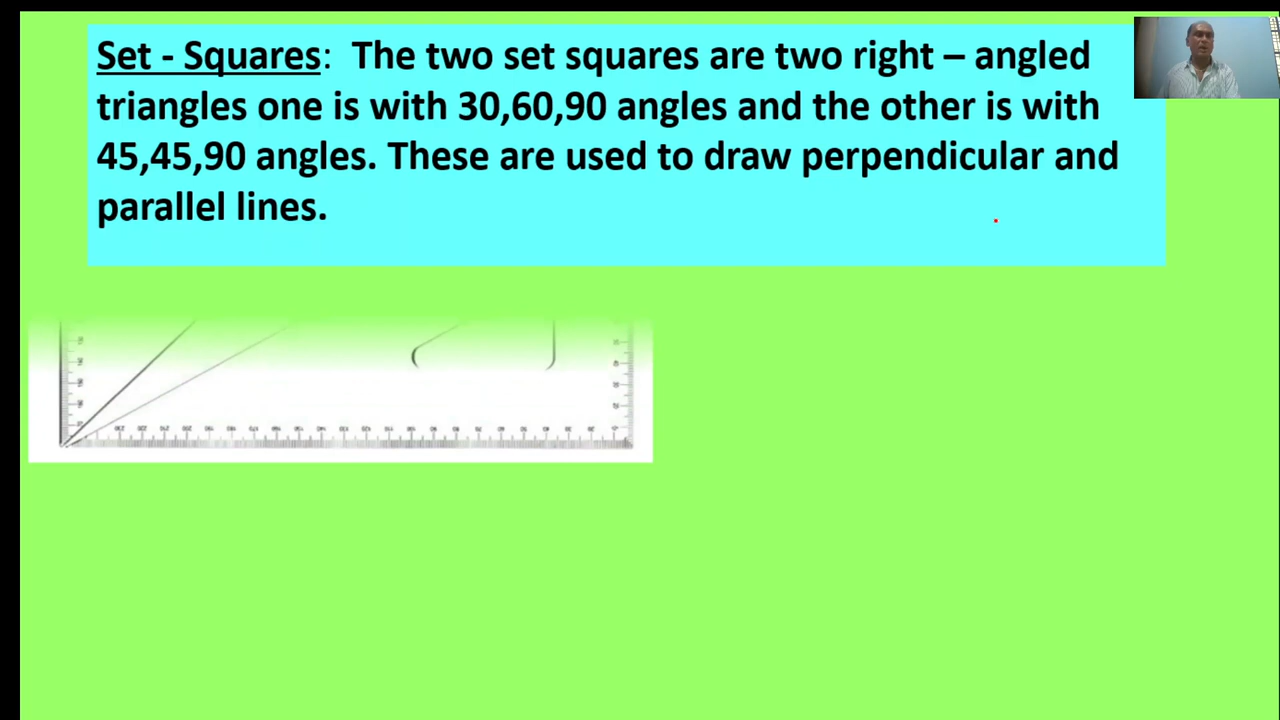 Set - Squares: The two set squares are two right – angled
triangles one is with 30,60,90 angles and the other is with
45,45,90 angles. These are used to draw perpendicular and
parallel lines.